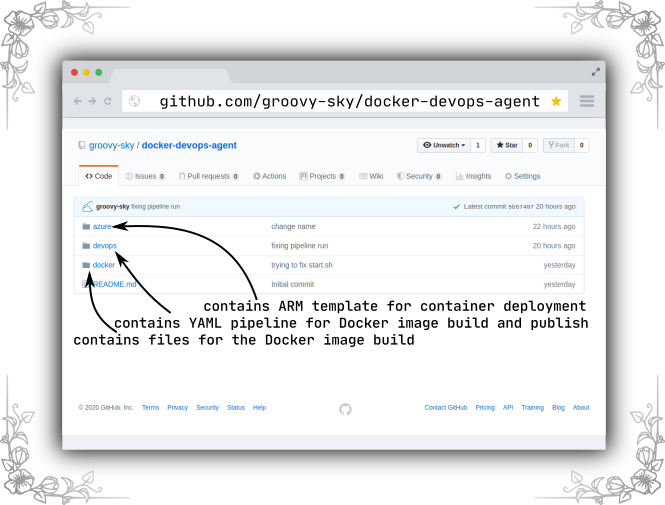 github.com/groovy-sky/docker-devops-agent
groovy-sky / docker-devops-agent
Unwatch 1 Star 0 Fork 0
Code Issues 0 Pull requests 0 Actions Projects 0 Wiki Security 0 Insights Settings
groovy-sky fixing pipeline run Latest commit 5b57487 20 hours ago
azure change name 22 hours ago
devops fixing pipeline run 20 hours ago
docker trying to fix start.sh yesterday
README.md Initial commit yesterday
contains ARM template for container deployment
contains YAML pipeline for Docker image build and publish
contains files for the Docker image build
© 2020 GitHub, Inc. Terms Privacy Security Status Help Contact GitHub Pricing API Training Blog About